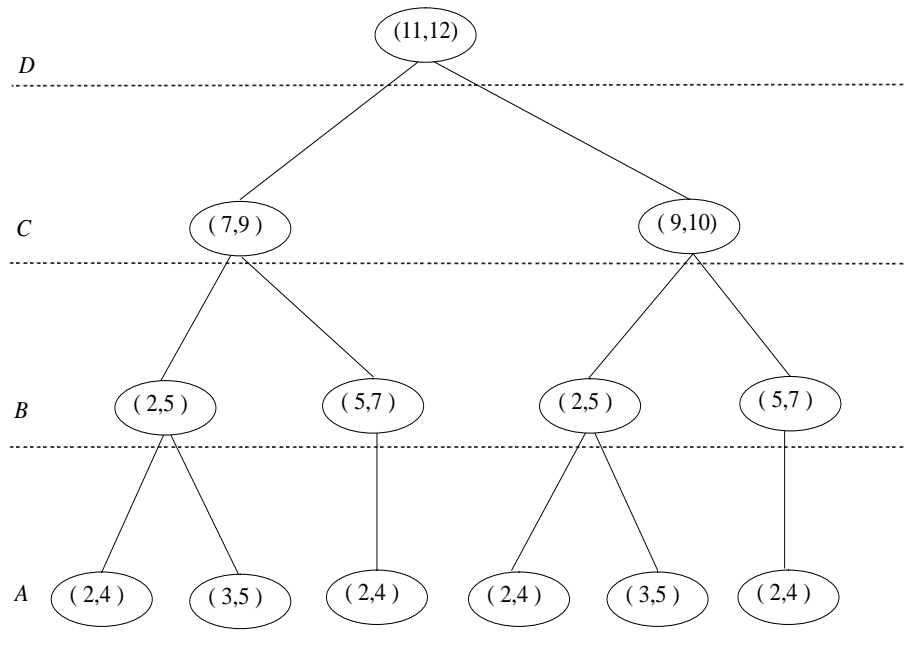 (11,12)
D
C
( 7,9 )
( 9,10)
B
( 2,5 )
( 5,7 )
( 2,5 )
( 5,7 )
A
( 2,4 )
( 3,5 )
( 2,4 )
( 2,4 )
( 3,5 )
( 2,4 )